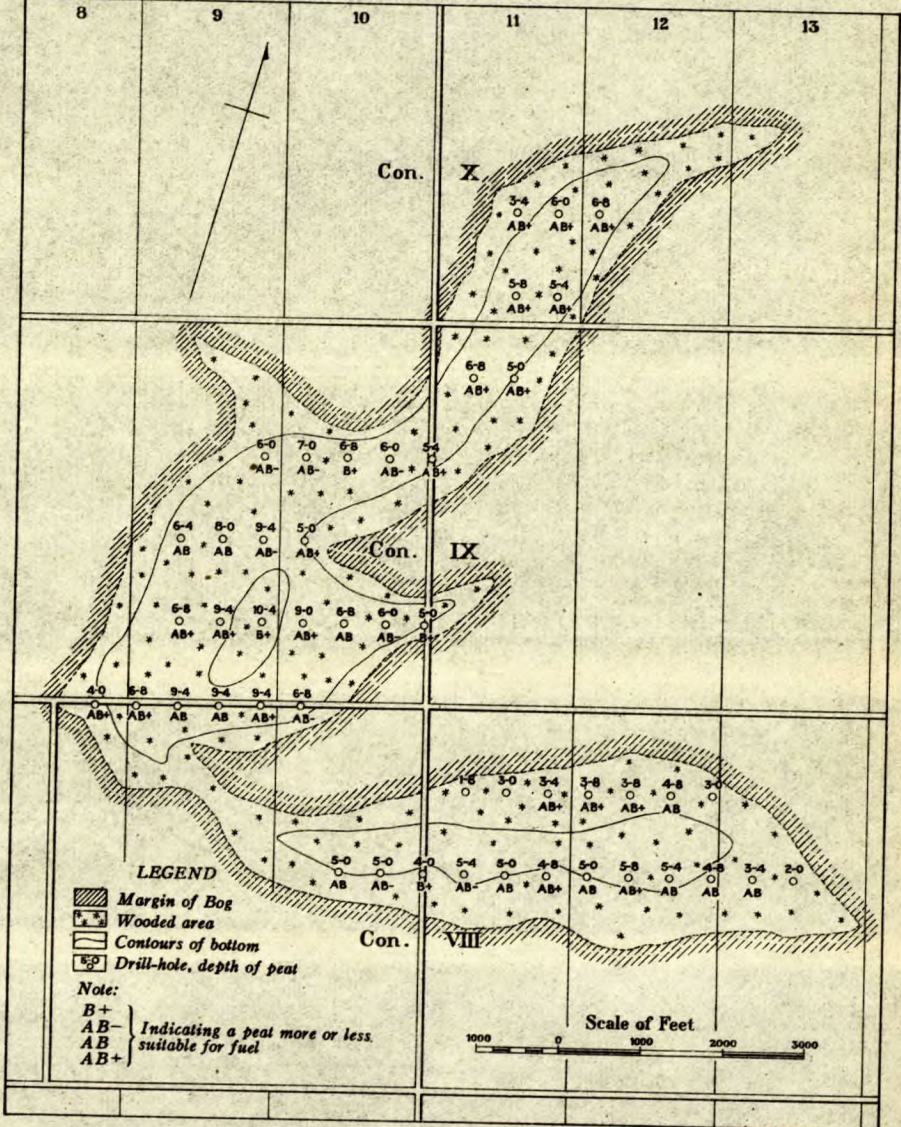 8 9 10 11 12 13
Con. X
3-4 6-0 6-8
AB+ AB+ AB+
5-8 5-4
AB+ AB+
6-8 5-0
AB+ AB+
6-0 7-0 6-8 6-0 5-4
AB- AB- B+ AB- AB+
6-4 8-0 9-4 5-0
AB AB AB- AB+
Con. IX
6-8 9-4 10-4 9-0 6-8 6-0 5-0
AB+ AB+ B+ AB+ AB AB- B+
4-0 6-8 9-4 9-4 9-4 6-8
AB+ AB+ AB AB AB+ AB-
1-8 3-0 3-4 3-8 3-8 4-8 3-0
AB+ AB+ AB+ AB
5-0 5-0 4-0 5-4 5-0 4-8 5-0 5-8 5-4 4-8 3-4 2-0
AB AB- B+ AB- AB AB+ AB AB+ AB AB AB
Con. VIII
LEGEND
Margin of Bog
Wooded area
Contours of bottom
Drill-hole, depth of peat
Note:
B+
AB-
AB
AB+
Indicating a peat more or less
suitable for fuel
Scale of Feet
1000 0 1000 2000 3000